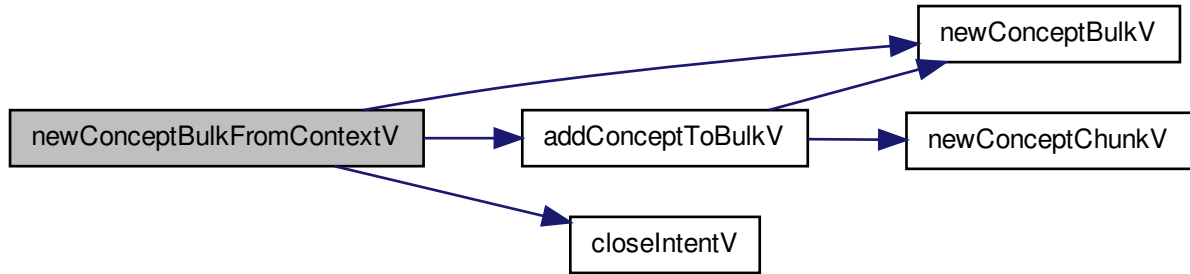 newConceptBulkV
newConceptBulkFromContextV
addConceptToBulkV
newConceptChunkV
closeIntentV